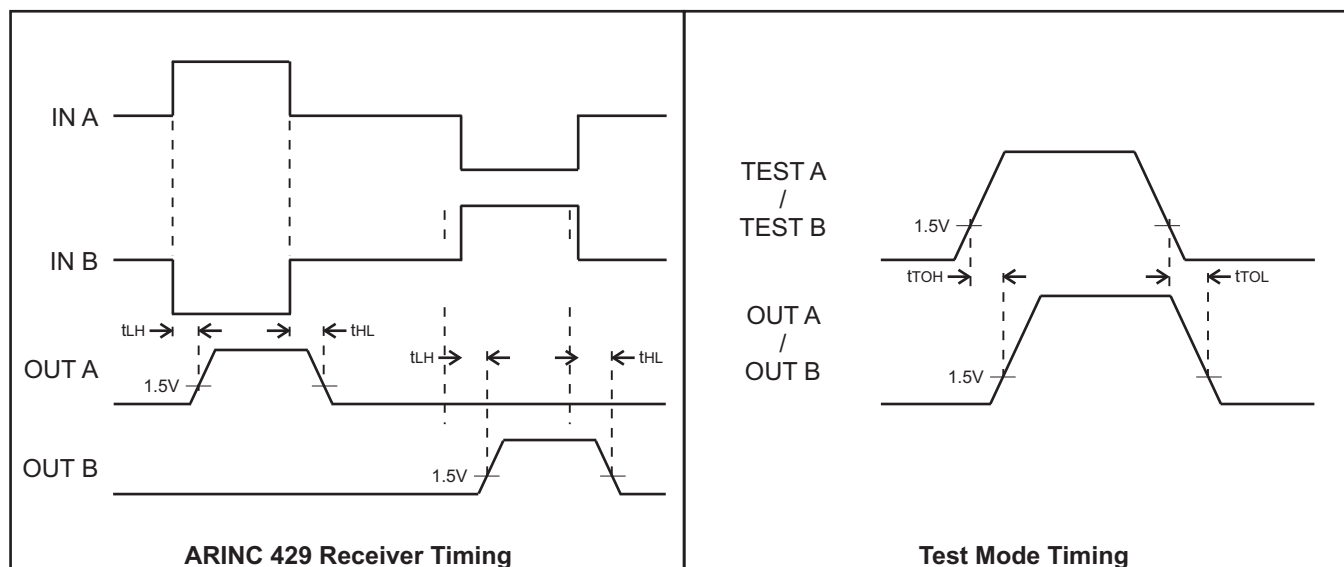 IN A
IN B
tLH
tHL
OUT A
1.5V
tLH
tHL
OUT B
1.5V
ARINC 429 Receiver Timing
TEST A
/
TEST B
1.5V
tTOH
tTOL
OUT A
/
OUT B
1.5V
Test Mode Timing